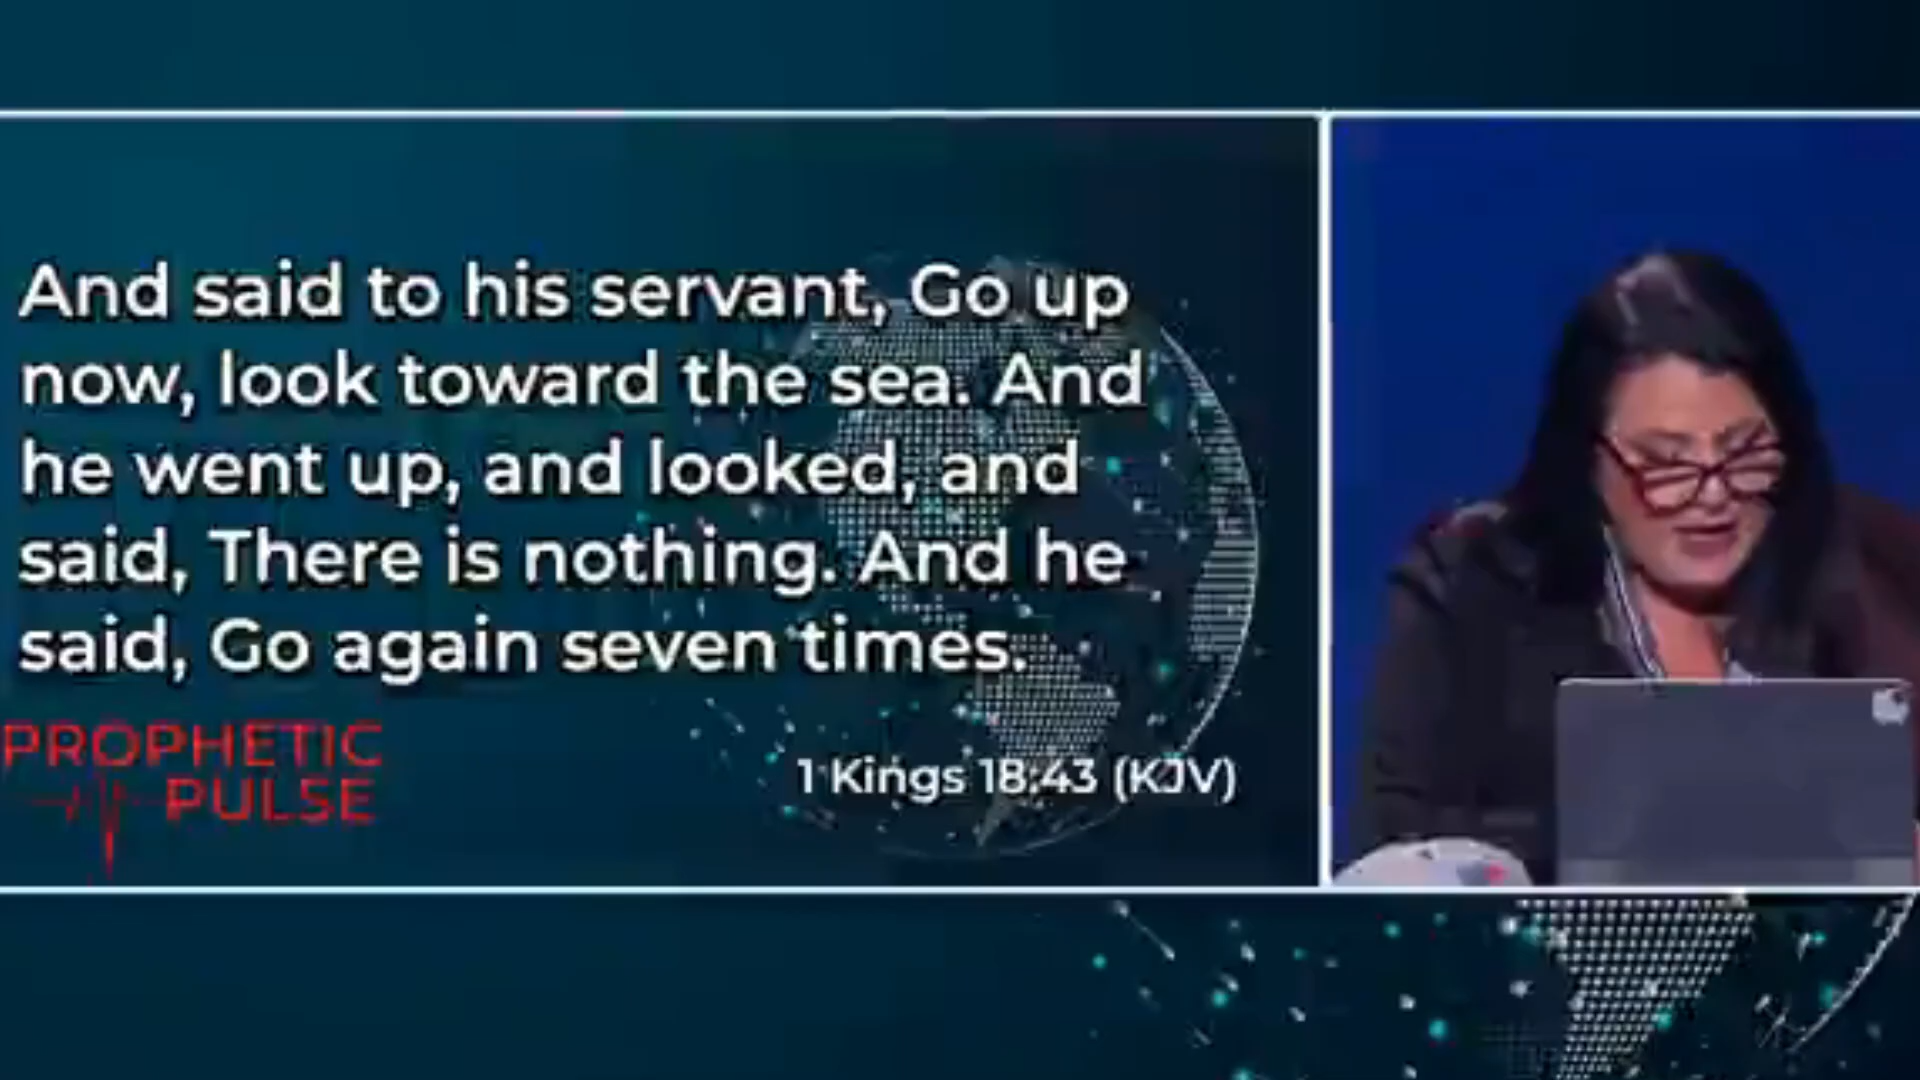 And said to his servant, Go up
now, look toward the sea. And
he went up, and looked, and
said, There is nothing. And he
said, Go again seven times.
1 Kings 18:43 (KJV)
PROPHETIC
PULSE